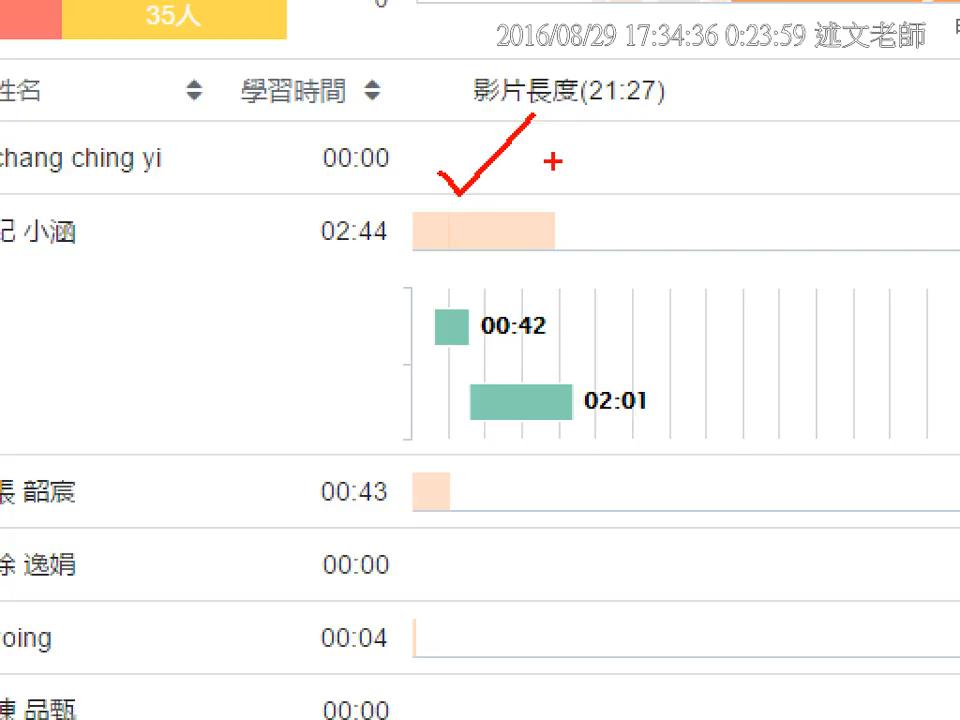 35人
0
2016/08/29 17:34:36 0:23:59 述文老師
姓名 學習時間 影片長度(21:27)
chang ching yi 00:00
小涵 02:44
00:42
02:01
張 韶宸 00:43
徐 逸娟 00:00
oing 00:04
陳 品甄 00:00